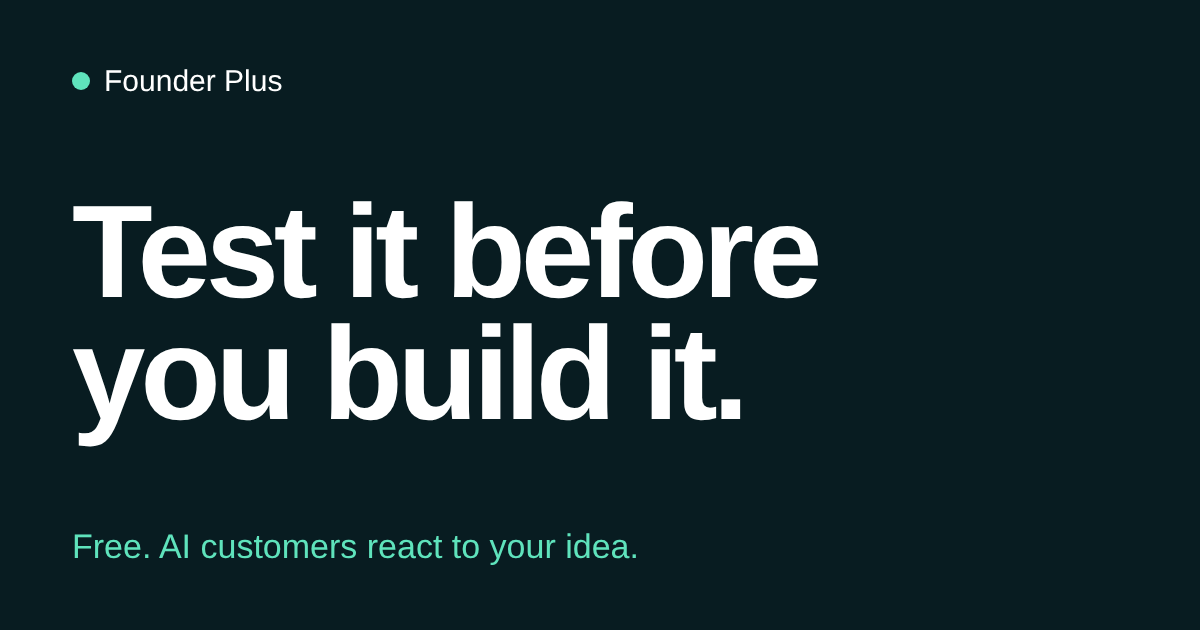 Founder Plus
Test it before
you build it.
Free. AI customers react to your idea.